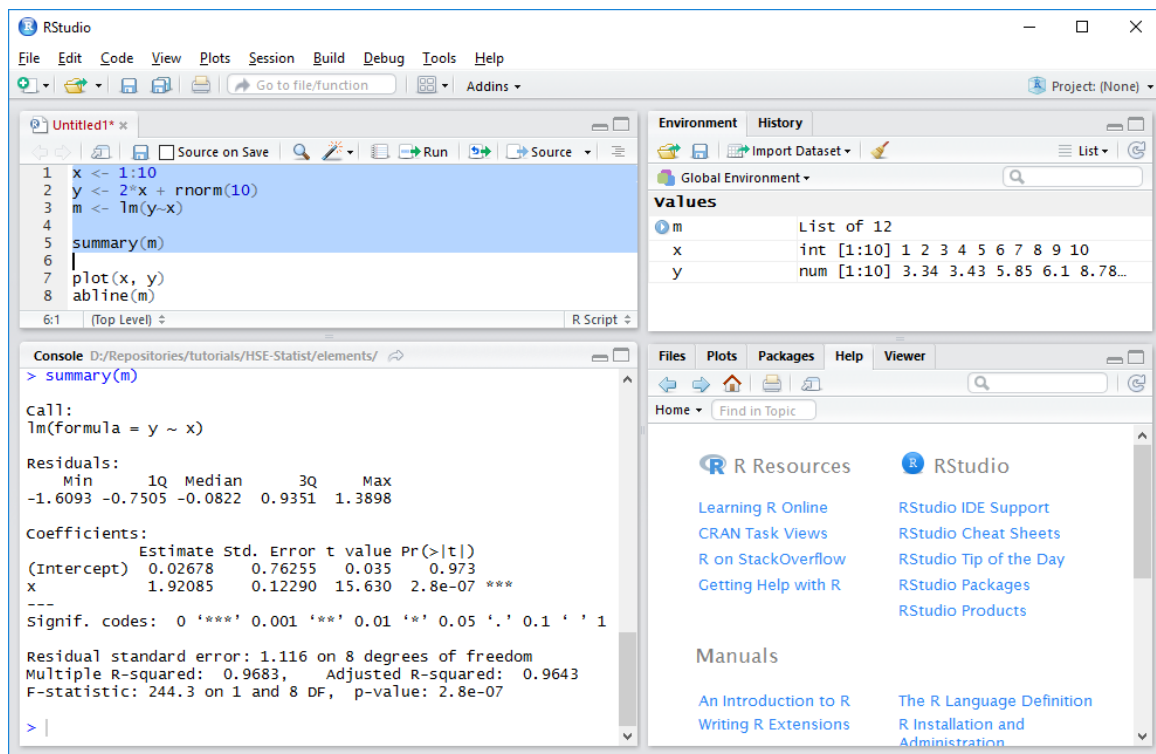 RStudio
File Edit Code View Plots Session Build Debug Tools Help
Go to file/function Addins Project: (None)
Untitled1*
Source on Save Run Source
1 x <- 1:10
2 y <- 2*x + rnorm(10)
3 m <- lm(y~x)
4
5 summary(m)
6
7 plot(x, y)
8 abline(m)
6:1 (Top Level) R Script
Console D:/Repositories/tutorials/HSE-Statist/elements/
> summary(m)
Call:
lm(formula = y ~ x)
Residuals:
Min 1Q Median 3Q Max
-1.6093 -0.7505 -0.0822 0.9351 1.3898
Coefficients:
Estimate Std. Error t value Pr(>|t|)
(Intercept) 0.02678 0.76255 0.035 0.973
x 1.92085 0.12290 15.630 2.8e-07 ***
---
Signif. codes: 0 ‘***’ 0.001 ‘**’ 0.01 ‘*’ 0.05 ‘.’ 0.1 ‘ ’ 1
Residual standard error: 1.116 on 8 degrees of freedom
Multiple R-squared: 0.9683, Adjusted R-squared: 0.9643
F-statistic: 244.3 on 1 and 8 DF, p-value: 2.8e-07
>
Environment History
Import Dataset List
Global Environment
Values
m List of 12
x int [1:10] 1 2 3 4 5 6 7 8 9 10
y num [1:10] 3.34 3.43 5.85 6.1 8.78…
Files Plots Packages Help Viewer
Home Find in Topic
R Resources RStudio
Learning R Online RStudio IDE Support
CRAN Task Views RStudio Cheat Sheets
R on StackOverflow RStudio Tip of the Day
Getting Help with R RStudio Packages
RStudio Products
Manuals
An Introduction to R The R Language Definition
Writing R Extensions R Installation and
Administration